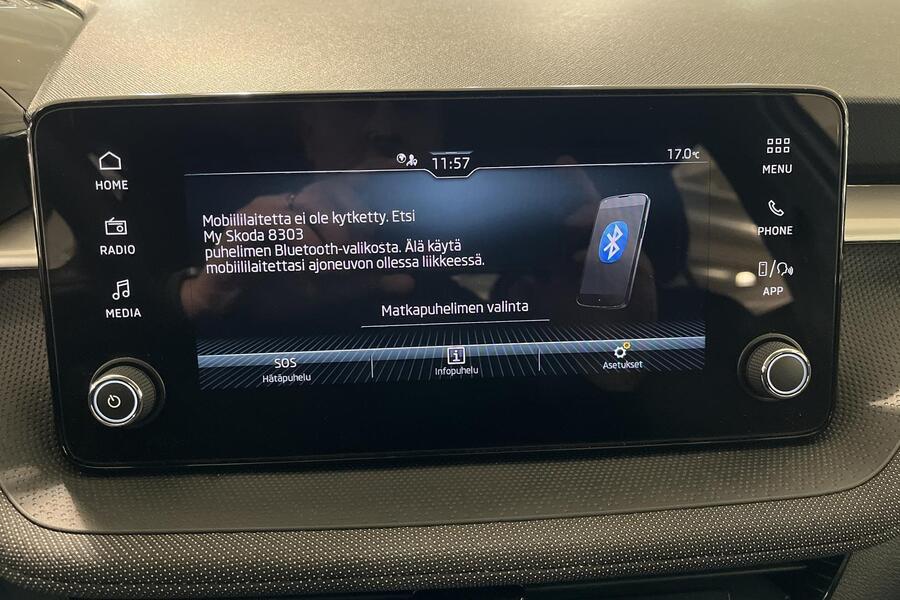 HOME
RADIO
MEDIA
11:57
17.0°C
Mobiililaitetta ei ole kytketty. Etsi
My Skoda 8303
puhelimen Bluetooth-valikosta. Älä käytä
mobiililaitettasi ajoneuvon ollessa liikkeessä.
Matkapuhelimen valinta
SOS
Hätäpuhelu
Infopuhelu
Asetukset
MENU
PHONE
APP